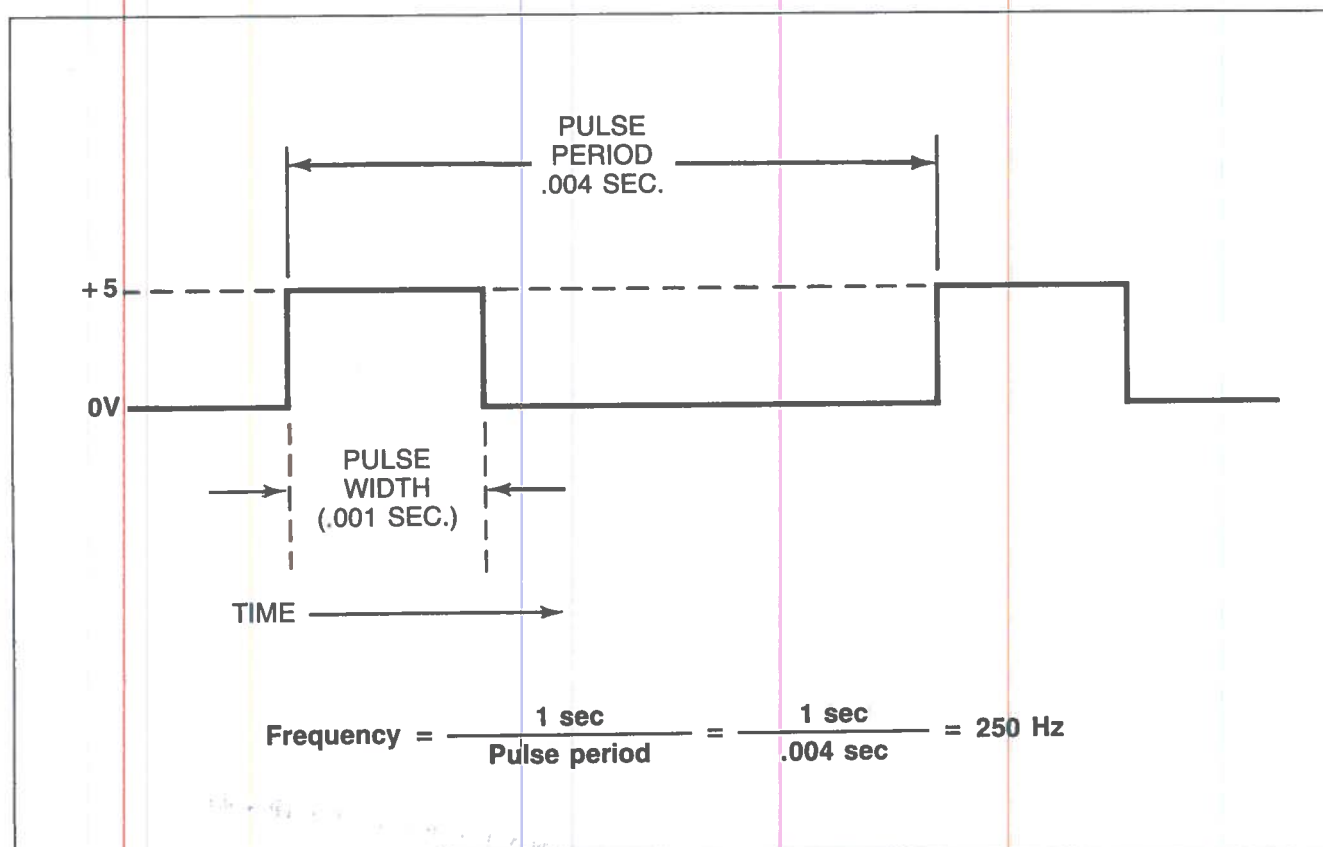 PULSE
PERIOD
.004 SEC.
+5
0V
PULSE
WIDTH
(.001 SEC.)
TIME
Frequency = 1 sec / Pulse period = 1 sec / .004 sec = 250 Hz